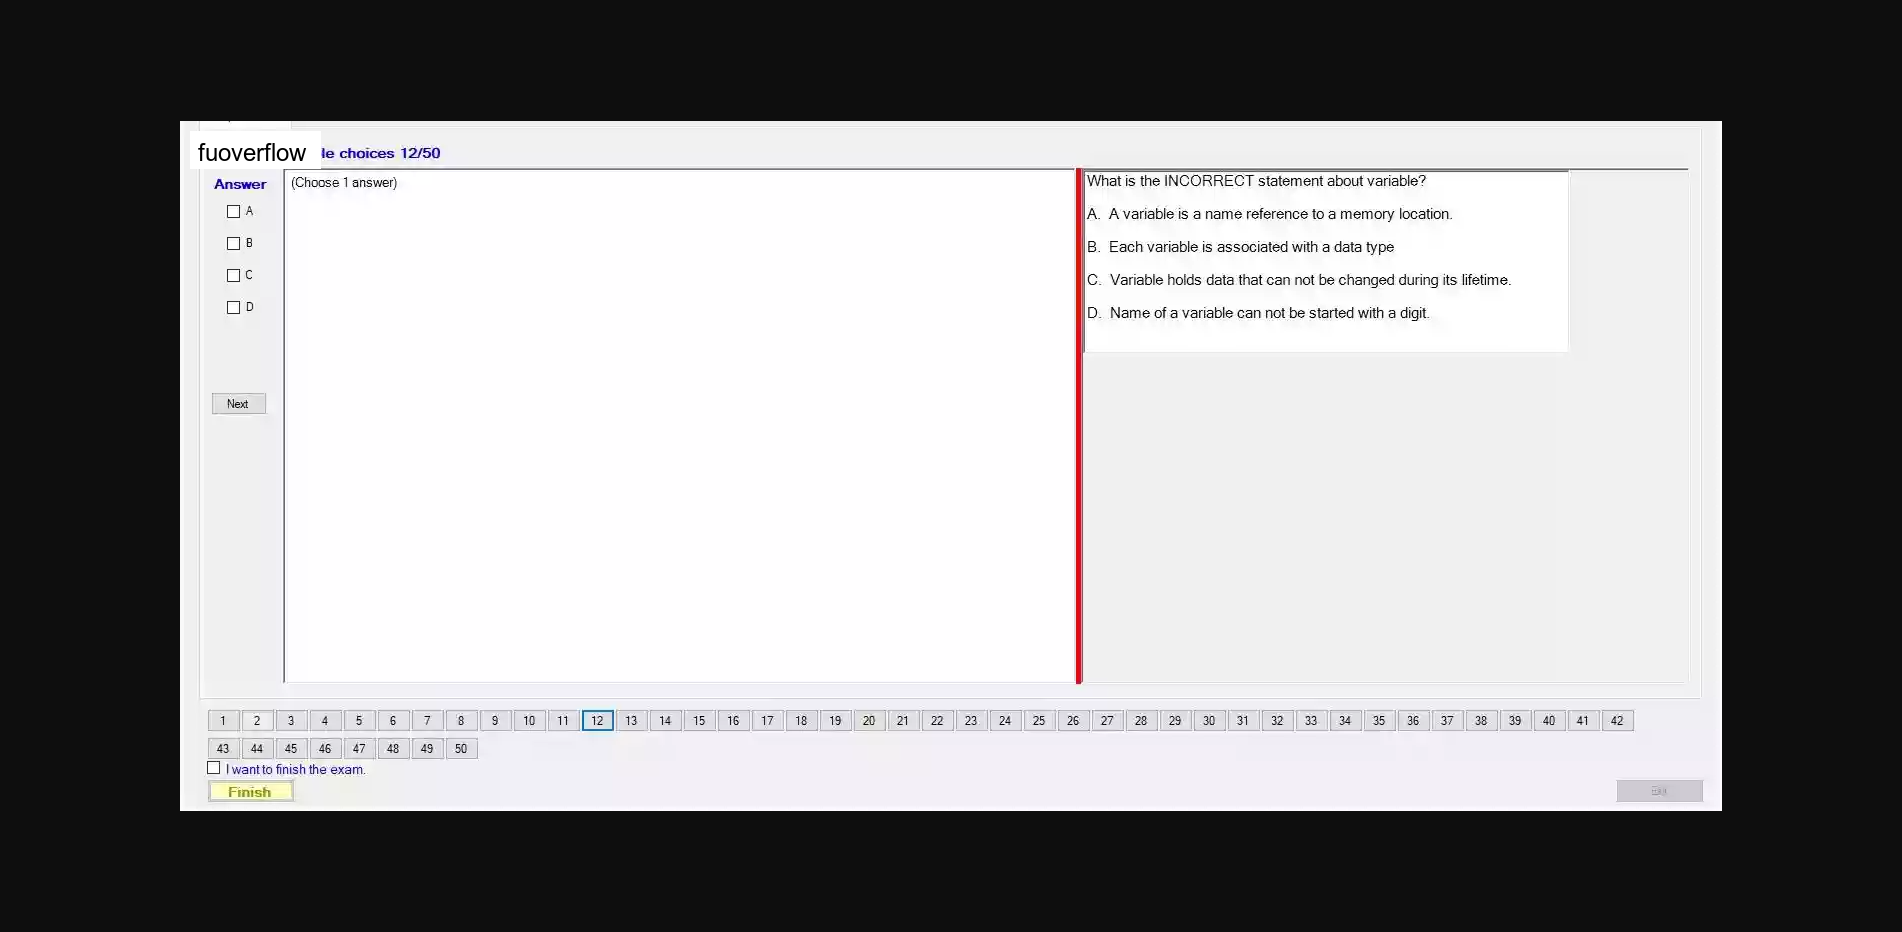 fuoverflow
le choices 12/50
Answer
(Choose 1 answer)
A
B
C
D
Next
What is the INCORRECT statement about variable?
A. A variable is a name reference to a memory location.
B. Each variable is associated with a data type
C. Variable holds data that can not be changed during its lifetime.
D. Name of a variable can not be started with a digit.
1 2 3 4 5 6 7 8 9 10 11 12 13 14 15 16 17 18 19 20 21 22 23 24 25 26 27 28 29 30 31 32 33 34 35 36 37 38 39 40 41 42
43 44 45 46 47 48 49 50
I want to finish the exam.
Finish
Exit